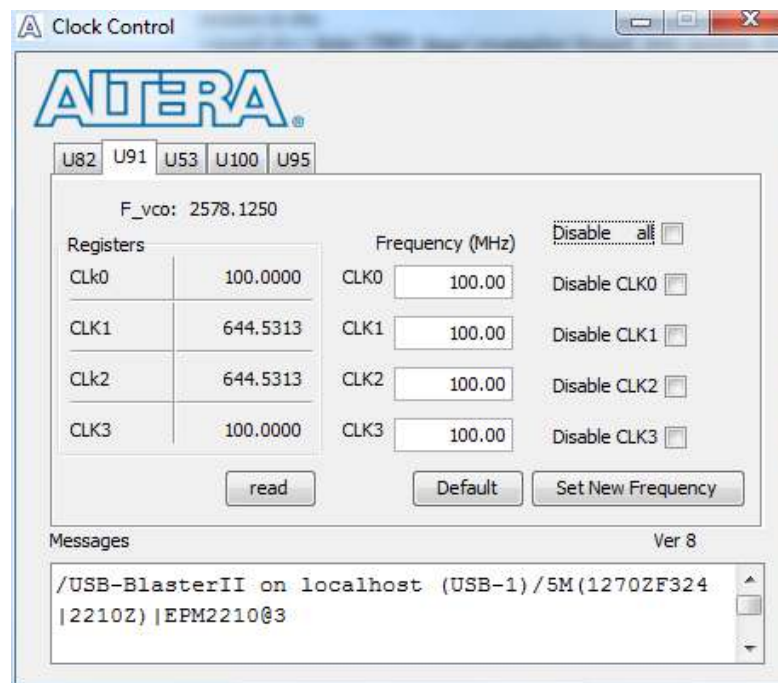 Clock Control
ALTERA®
U82 U91 U53 U100 U95
F_vco: 2578.1250
Registers Frequency (MHz) Disable all
CLk0 100.0000 CLK0 100.00 Disable CLK0
CLK1 644.5313 CLK1 100.00 Disable CLK1
CLk2 644.5313 CLK2 100.00 Disable CLK2
CLK3 100.0000 CLK3 100.00 Disable CLK3
read Default Set New Frequency
Messages Ver 8
/USB-BlasterII on localhost (USB-1)/5M(1270ZF324
|2210Z)|EPM2210@3